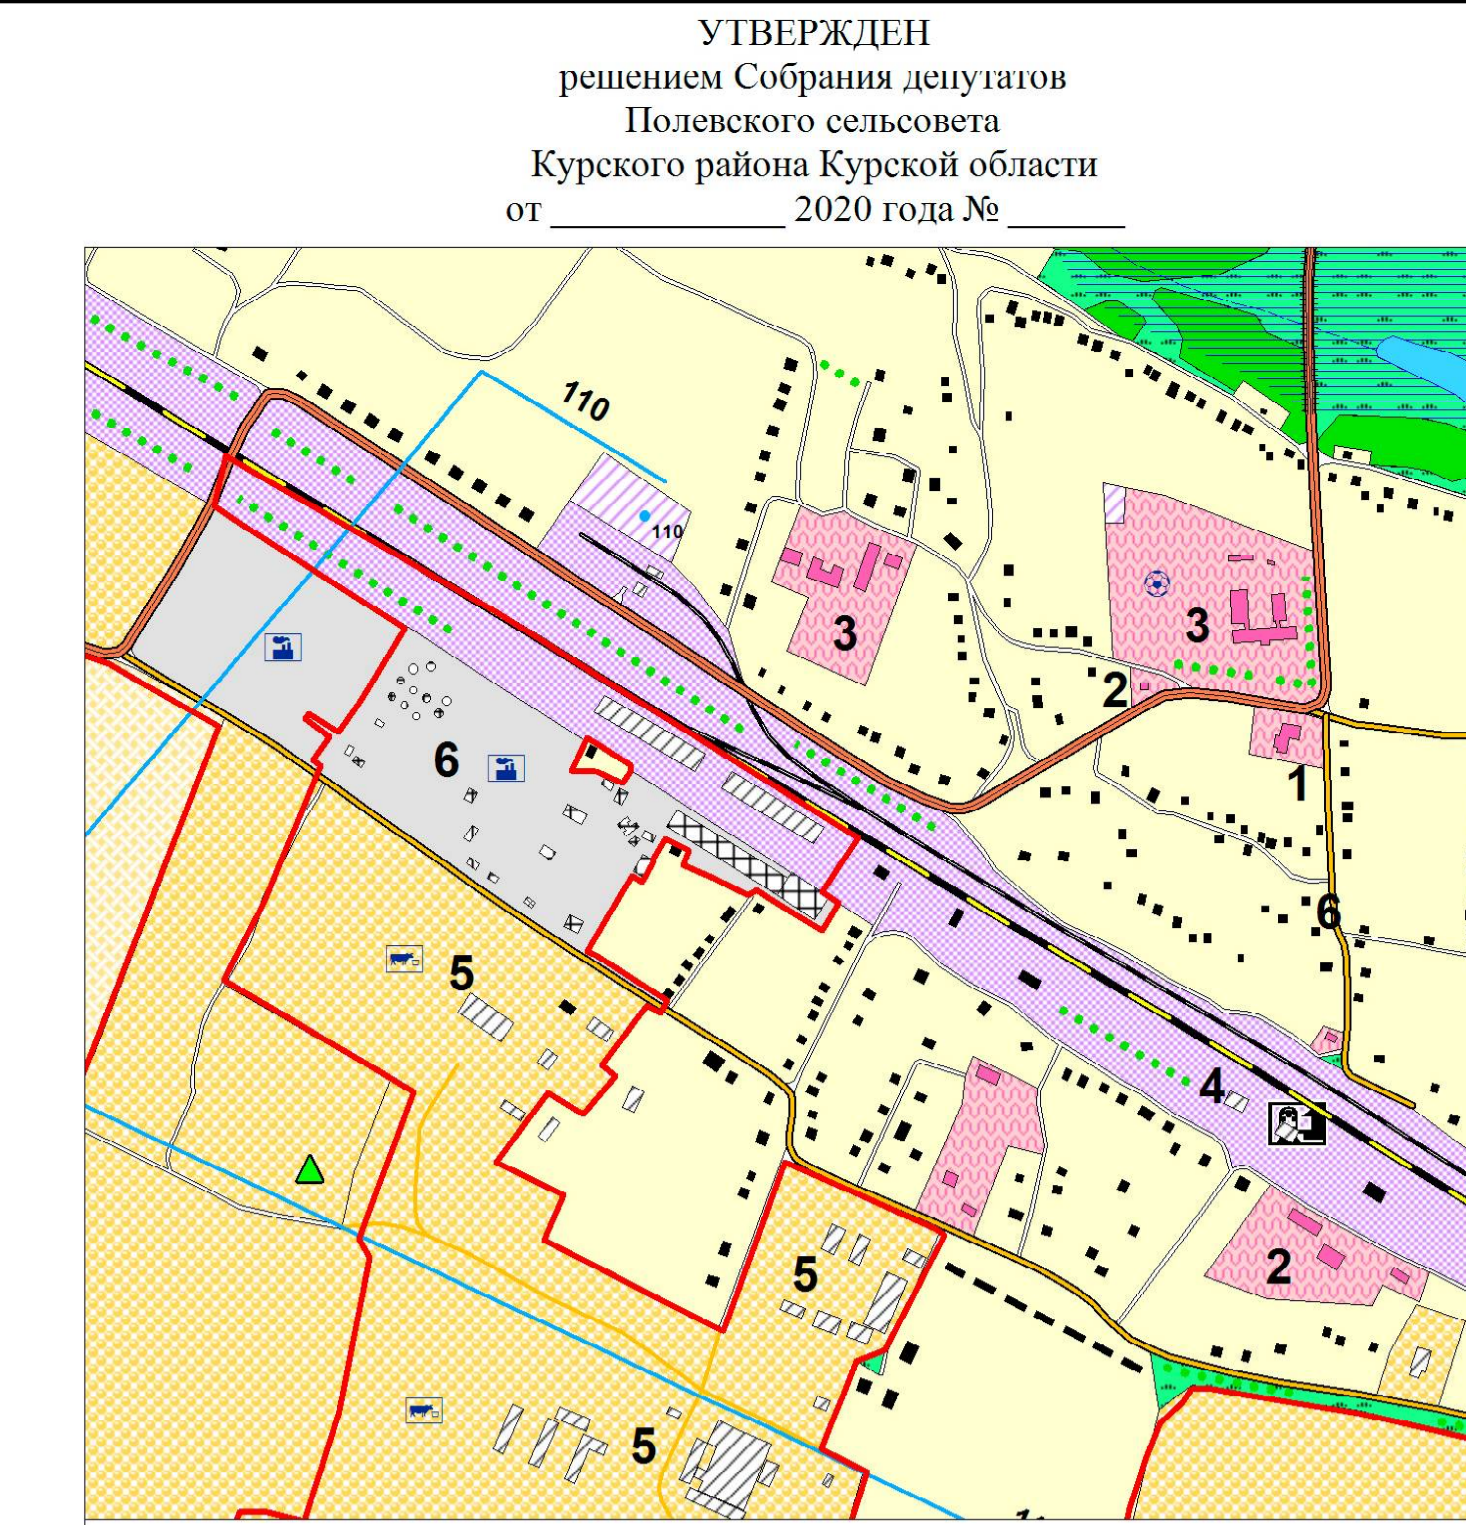 УТВЕРЖДЕН
решением Собрания депутатов
Полевского сельсовета
Курского района Курской области
от ____________ 2020 года № ______
110
110
3
3
2
6
1
6
5
4
5
2
5